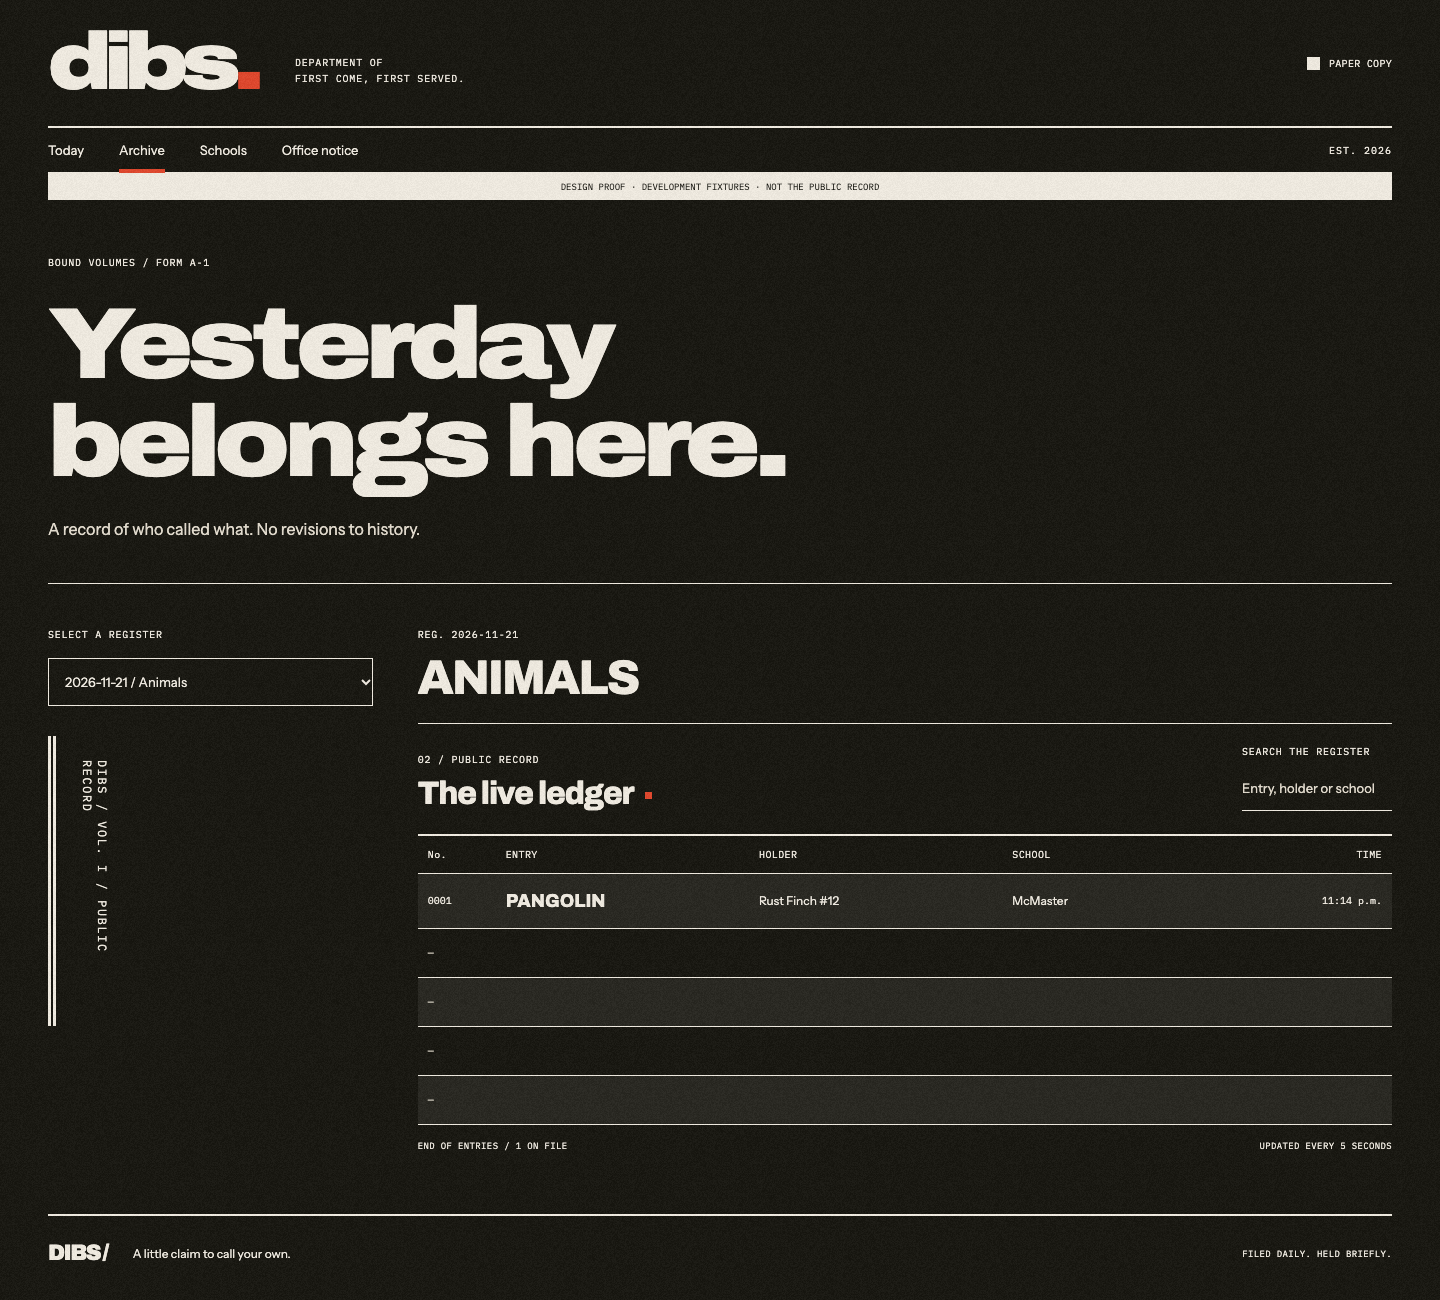 dibs.
DEPARTMENT OF
FIRST COME, FIRST SERVED.
PAPER COPY
Today Archive Schools Office notice EST. 2026
DESIGN PROOF · DEVELOPMENT FIXTURES · NOT THE PUBLIC RECORD
BOUND VOLUMES / FORM A-1
Yesterday
belongs here.
A record of who called what. No revisions to history.
SELECT A REGISTER
2026-11-21 / Animals
DIBS / VOL. I / PUBLIC
RECORD
REG. 2026-11-21
ANIMALS
02 / PUBLIC RECORD
The live ledger
SEARCH THE REGISTER
Entry, holder or school
No. ENTRY HOLDER SCHOOL TIME
0001 PANGOLIN Rust Finch #12 McMaster 11:14 p.m.
—
—
—
—
END OF ENTRIES / 1 ON FILE UPDATED EVERY 5 SECONDS
DIBS/ A little claim to call your own. FILED DAILY. HELD BRIEFLY.